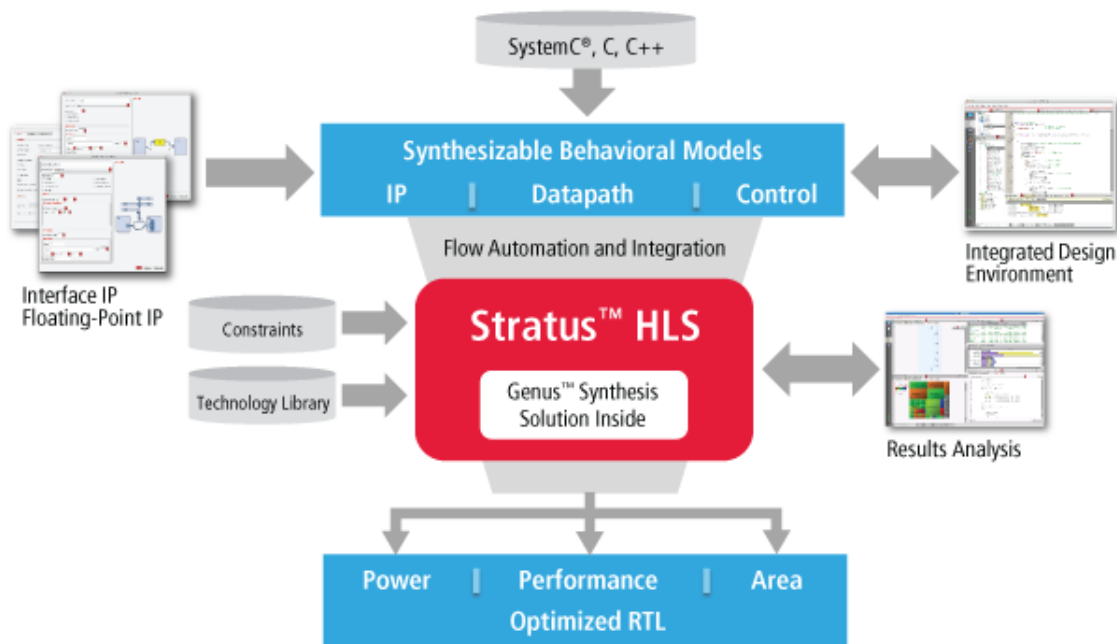 SystemC®, C, C++
Synthesizable Behavioral Models
IP | Datapath | Control
Flow Automation and Integration
Interface IP
Floating-Point IP
Integrated Design
Environment
Constraints
Technology Library
Stratus™ HLS
Genus™ Synthesis
Solution Inside
Results Analysis
Power | Performance | Area
Optimized RTL